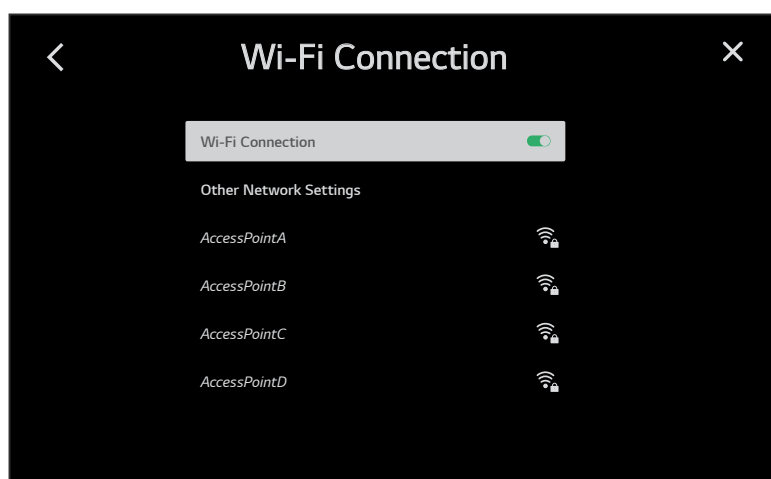 Wi-Fi Connection
Wi-Fi Connection
Other Network Settings
AccessPointA
AccessPointB
AccessPointC
AccessPointD